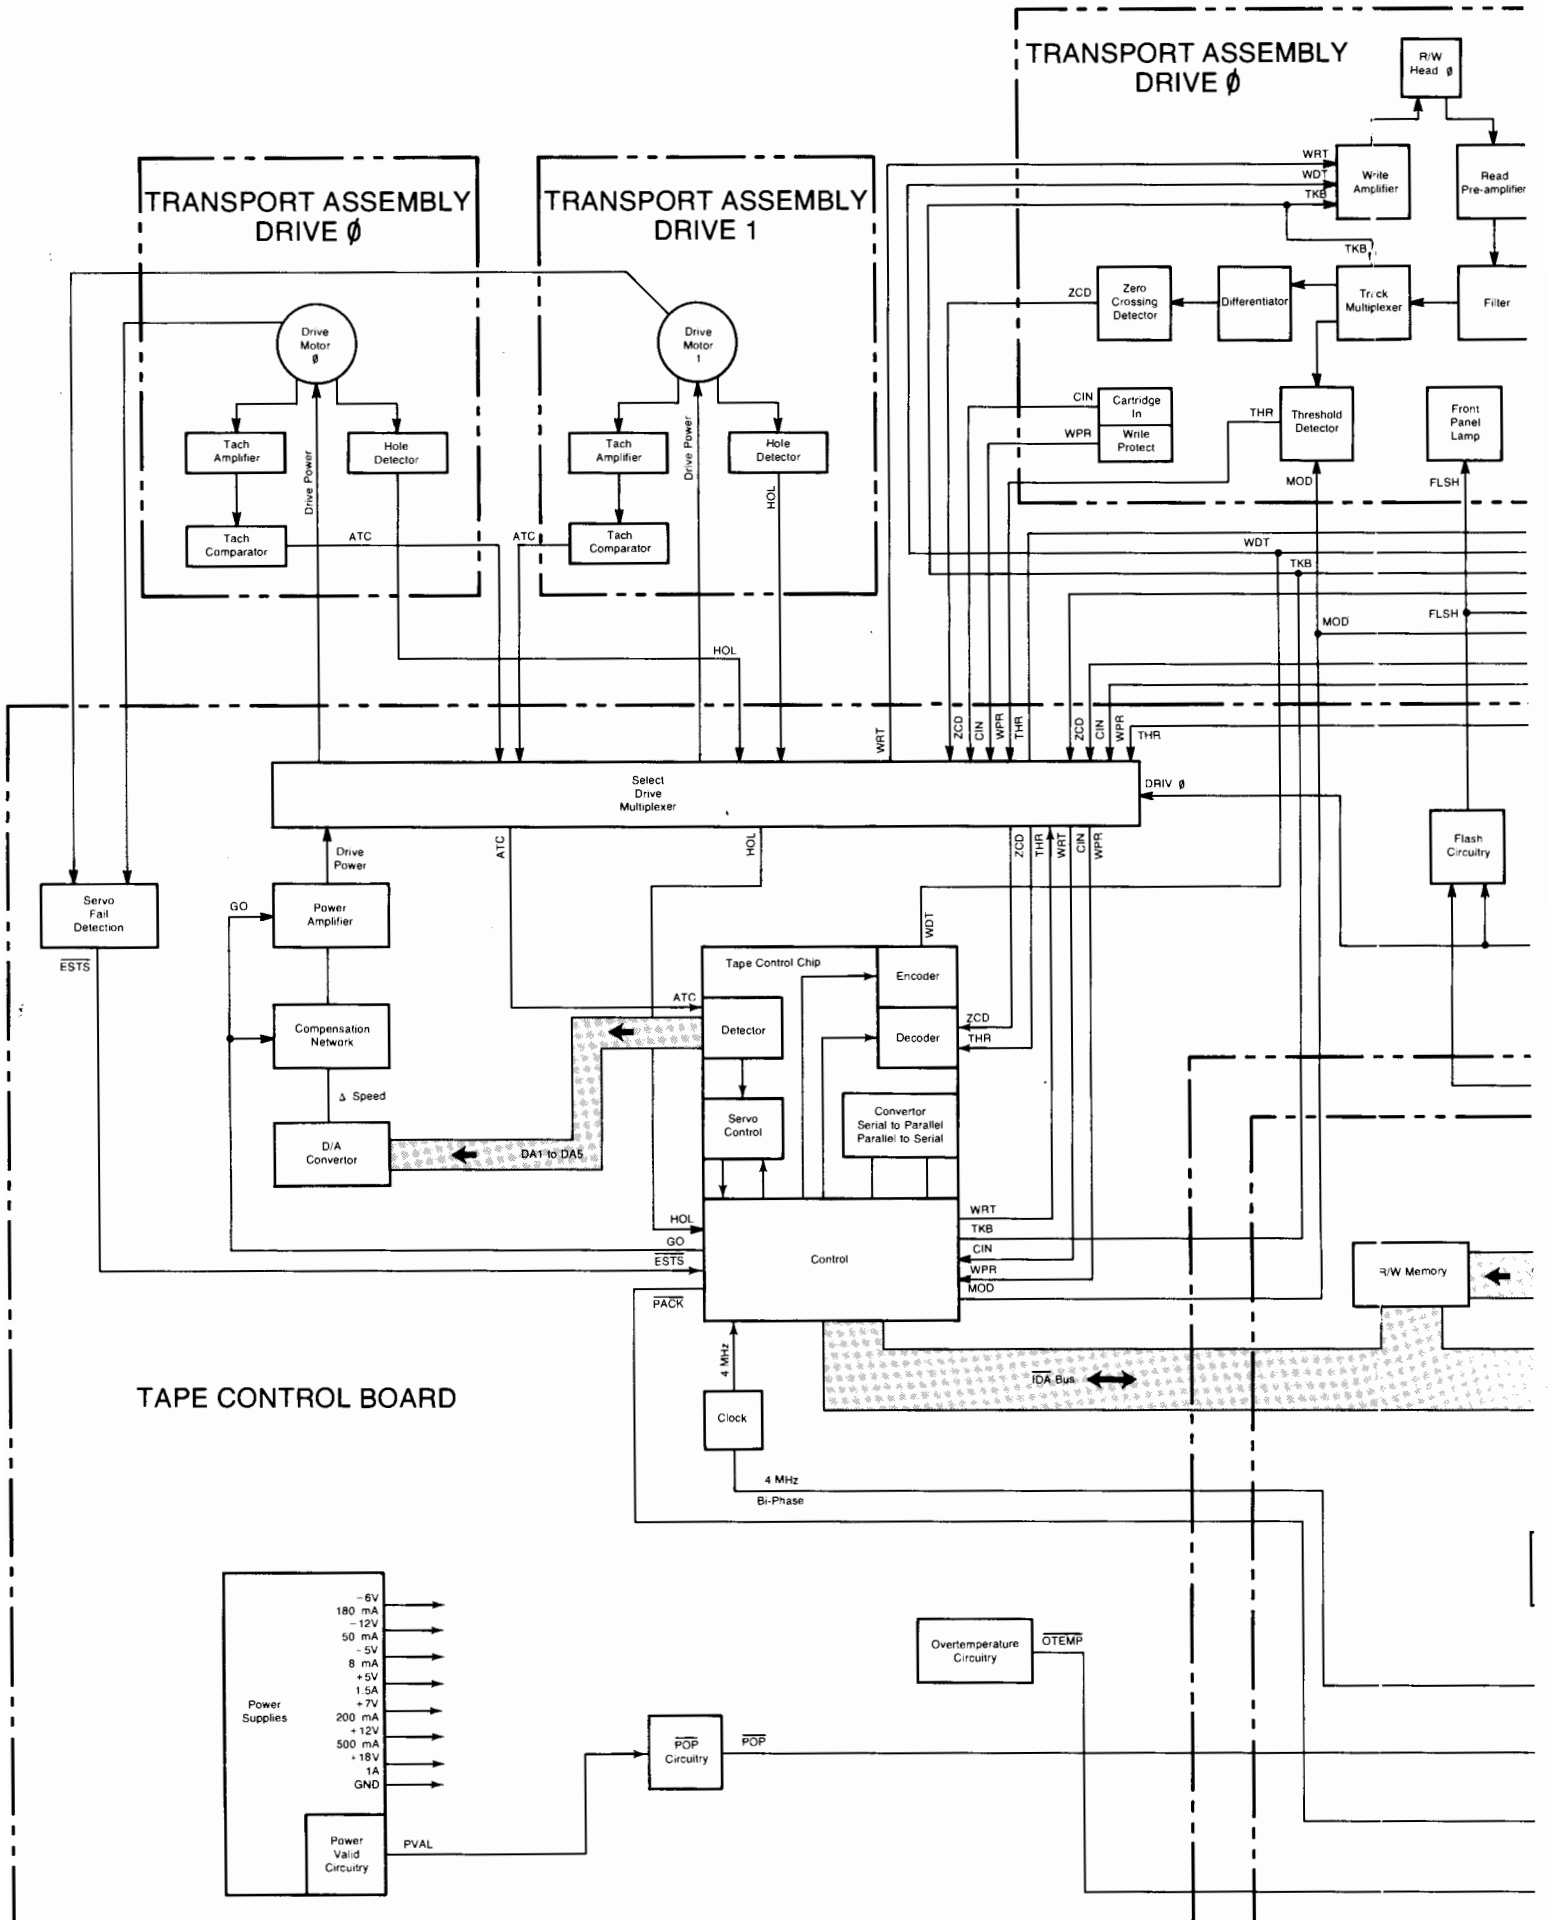 TRANSPORT ASSEMBLY
DRIVE Ø
R/W
Head Ø
WRT
WDT
TKB
Write
Amplifier
Read
Pre-amplifier
TKB
TRANSPORT ASSEMBLY
DRIVE Ø
TRANSPORT ASSEMBLY
DRIVE 1
ZCD
Zero
Crossing
Detector
Differentiator
Track
Multiplexer
Filter
Drive
Motor
Ø
Drive
Motor
1
CIN
Cartridge
In
WPR
Write
Protect
THR
Threshold
Detector
Front
Panel
Lamp
MOD
FLSH
Tach
Amplifier
Drive Power
Hole
Detector
Tach
Amplifier
Drive Power
Hole
Detector
HOL
Tach
Comparator
ATC
ATC
Tach
Comparator
WDT
TKB
FLSH
MOD
HOL
WRT
ZCD
CIN
WPR
THR
ZCD
CIN
WPR
THR
Select
Drive
Multiplexer
DRIV Ø
Drive
Power
ATC
HOL
ZCD
THR
WRT
CIN
WPR
Flash
Circuitry
Servo
Fail
Detection
GO
Power
Amplifier
WDT
ESTS
Tape Control Chip
Encoder
ATC
Detector
ZCD
THR
Decoder
Compensation
Network
Δ Speed
Servo
Control
Convertor
Serial to Parallel
Parallel to Serial
D/A
Convertor
DA1 to DA5
HOL
GO
ESTS
PACK
Control
WRT
TKB
CIN
WPR
MOD
R/W Memory
4 MHz
IDA Bus
TAPE CONTROL BOARD
Clock
4 MHz
Bi-Phase
Power
Supplies
-6V
180 mA
-12V
50 mA
-5V
8 mA
+5V
1.5A
+7V
200 mA
+12V
500 mA
+18V
1A
GND
Overtemperature
Circuitry
OTEMP
POP
Circuitry
POP
Power
Valid
Circuitry
PVAL